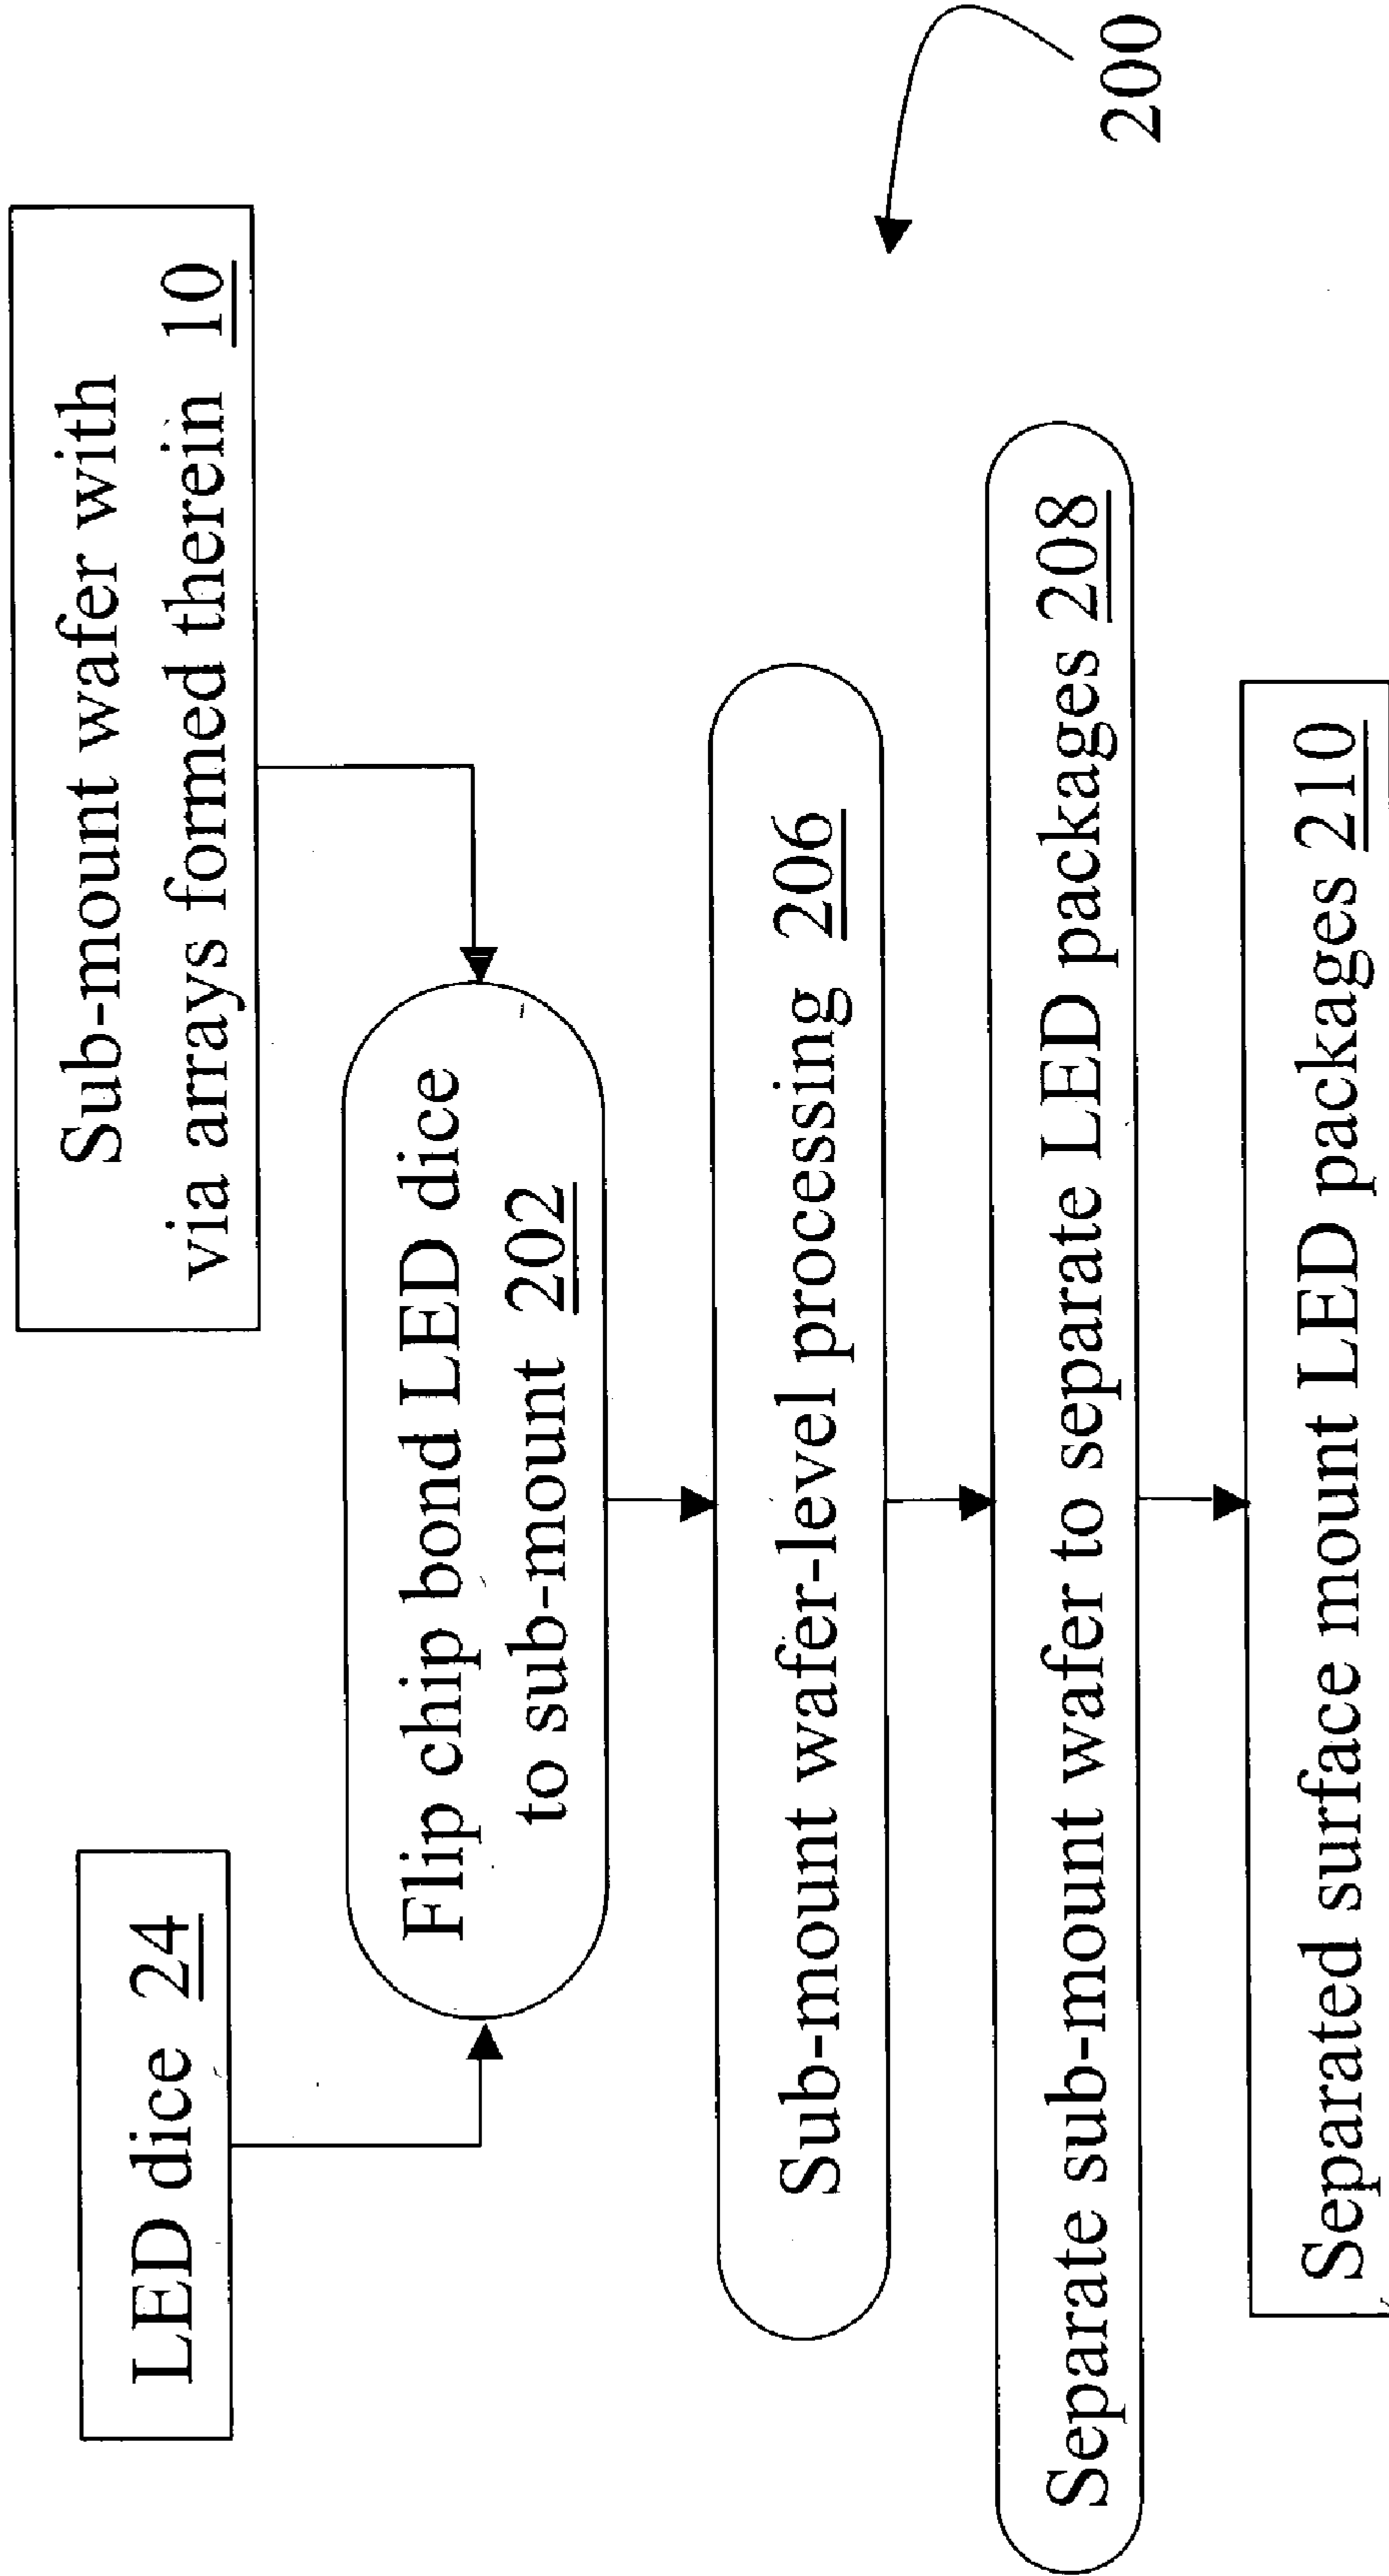 LED dice 24
Sub-mount wafer with
via arrays formed therein 10
Flip chip bond LED dice
to sub-mount 202
Sub-mount wafer-level processing 206
Separate sub-mount wafer to separate LED packages 208
Separated surface mount LED packages 210
200